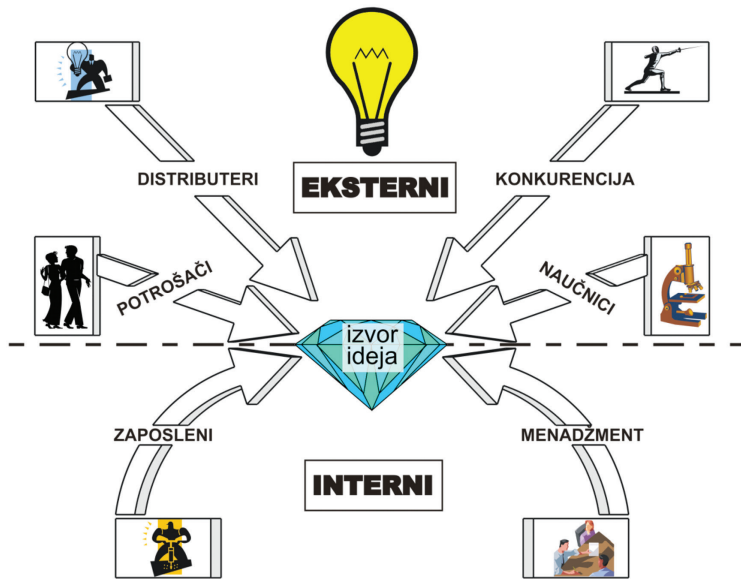 DISTRIBUTERI
EKSTERNI
KONKURENCIJA
POTROŠAČI
NAUČNICI
izvor
ideja
ZAPOSLENI
MENADŽMENT
INTERNI